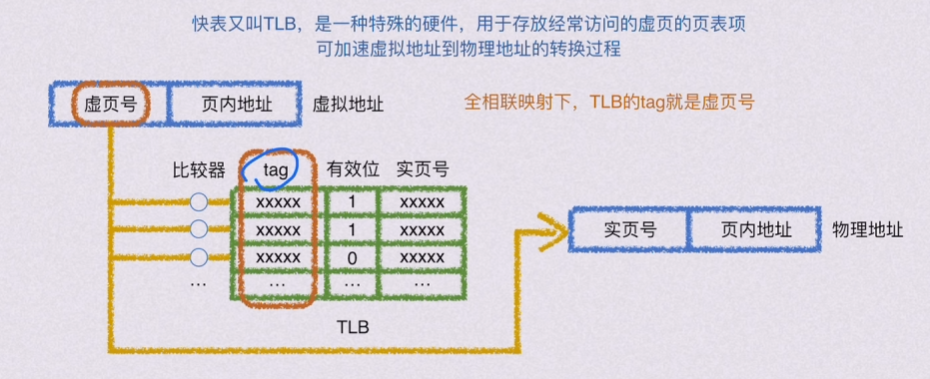 快表又叫TLB，是一种特殊的硬件，用于存放经常访问的虚页的页表项
可加速虚拟地址到物理地址的转换过程
虚页号 页内地址 虚拟地址
全相联映射下，TLB的tag就是虚页号
比较器 tag 有效位 实页号
xxxxx 1 xxxxx
xxxxx 1 xxxxx
xxxxx 0 xxxxx
... ... ... ...
实页号 页内地址 物理地址
TLB